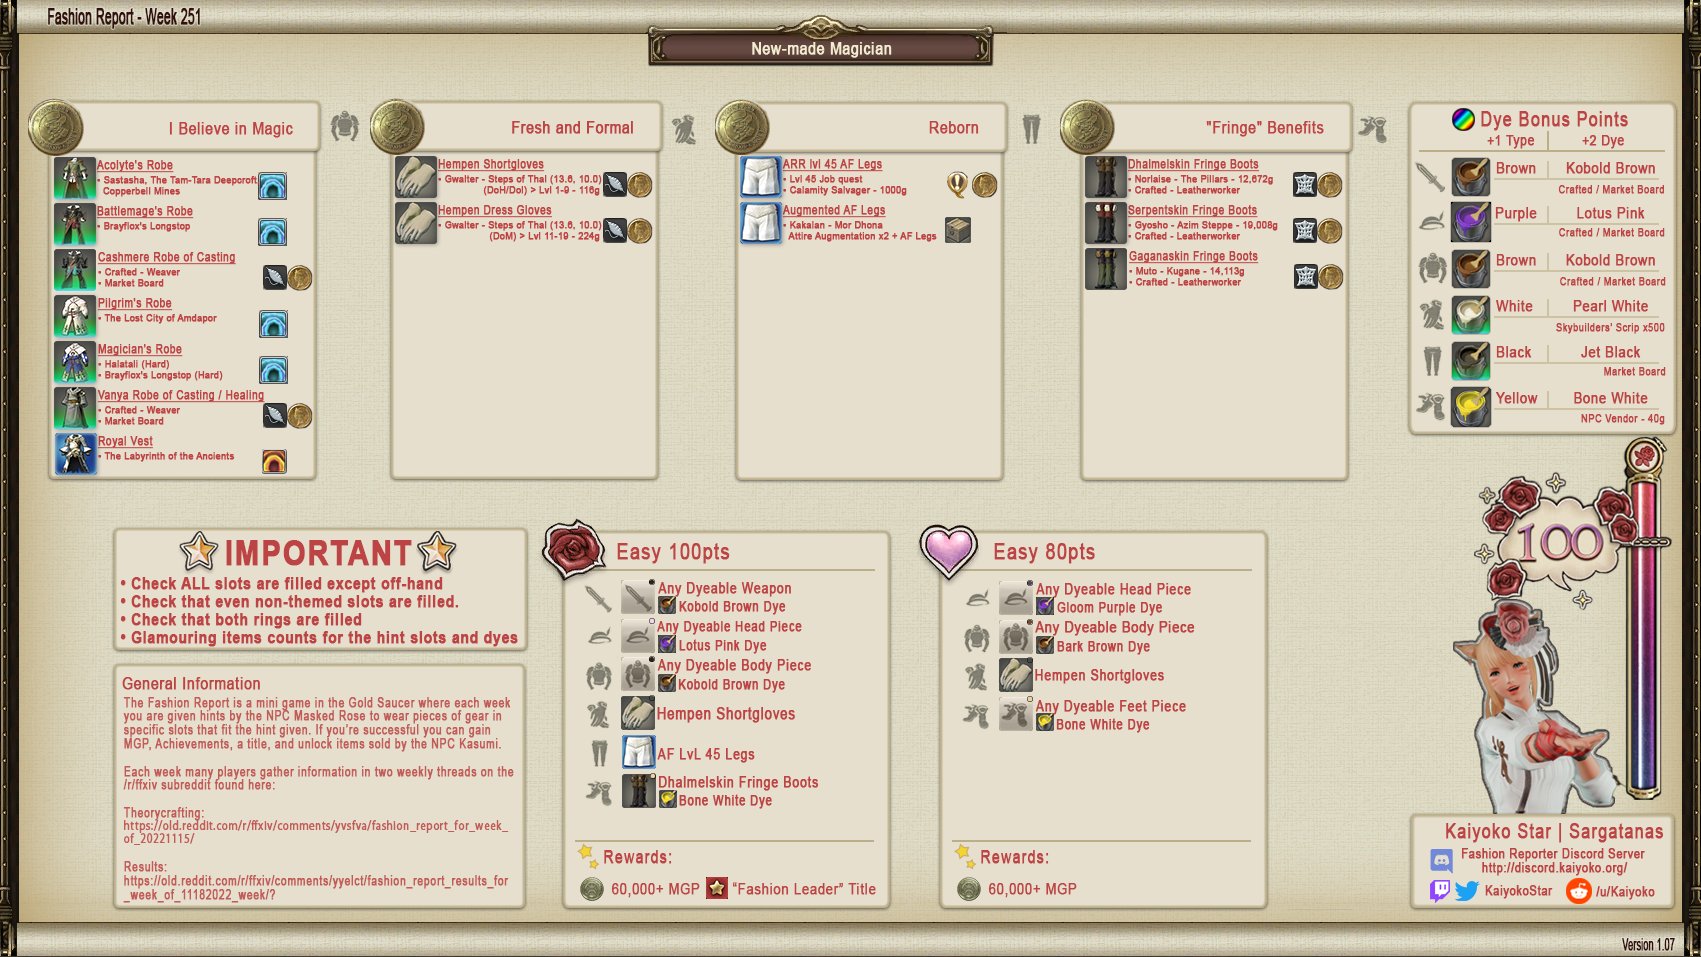 Fashion Report - Week 251
New-made Magician
I Believe in Magic
Acolyte's Robe
• Sastasha, The Tam-Tara Deepcroft
Copperbell Mines
Battlemage's Robe
• Brayflox's Longstop
Cashmere Robe of Casting
• Crafted - Weaver
• Market Board
Pilgrim's Robe
• The Lost City of Amdapor
Magician's Robe
• Halatali (Hard)
• Brayflox's Longstop (Hard)
Vanya Robe of Casting / Healing
• Crafted - Weaver
• Market Board
Royal Vest
• The Labyrinth of the Ancients
Fresh and Formal
Hempen Shortgloves
• Gwalter - Steps of Thal (13.6, 10.0)
(DoH/Dol) > Lvl 1-9 - 116g
Hempen Dress Gloves
• Gwalter - Steps of Thal (13.6, 10.0)
(DoM) > Lvl 11-19 - 224g
Reborn
ARR lvl 45 AF Legs
• Lvl 45 Job quest
• Calamity Salvager - 1000g
Augmented AF Legs
• Kakalan - Mor Dhona
Attire Augmentation x2 + AF Legs
"Fringe" Benefits
Dhalmelskin Fringe Boots
• Norlaise - The Pillars - 12,672g
• Crafted - Leatherworker
Serpentskin Fringe Boots
• Gyosho - Azim Steppe - 19,008g
• Crafted - Leatherworker
Gaganaskin Fringe Boots
• Muto - Kugane - 14,113g
• Crafted - Leatherworker
Dye Bonus Points
+1 Type | +2 Dye
Brown | Kobold Brown
Crafted / Market Board
Purple | Lotus Pink
Crafted / Market Board
Brown | Kobold Brown
Crafted / Market Board
White | Pearl White
Skybuilders' Scrip x500
Black | Jet Black
Market Board
Yellow | Bone White
NPC Vendor - 40g
IMPORTANT
• Check ALL slots are filled except off-hand
• Check that even non-themed slots are filled.
• Check that both rings are filled
• Glamouring items counts for the hint slots and dyes
General Information
The Fashion Report is a mini game in the Gold Saucer where each week
you are given hints by the NPC Masked Rose to wear pieces of gear in
specific slots that fit the hint given. If you're successful you can gain
MGP, Achievements, a title, and unlock items sold by the NPC Kasumi.
Each week many players gather information in two weekly threads on the
/r/ffxiv subreddit found here:
Theorycrafting:
https://old.reddit.com/r/ffxiv/comments/yvsfva/fashion_report_for_week_
of_20221115/
Results:
https://old.reddit.com/r/ffxiv/comments/yyelct/fashion_report_results_for
_week_of_11182022_week/?
Easy 100pts
Any Dyeable Weapon
Kobold Brown Dye
Any Dyeable Head Piece
Lotus Pink Dye
Any Dyeable Body Piece
Kobold Brown Dye
Hempen Shortgloves
AF LvL 45 Legs
Dhalmelskin Fringe Boots
Bone White Dye
Rewards:
60,000+ MGP
"Fashion Leader" Title
Easy 80pts
Any Dyeable Head Piece
Gloom Purple Dye
Any Dyeable Body Piece
Bark Brown Dye
Hempen Shortgloves
Any Dyeable Feet Piece
Bone White Dye
Rewards:
60,000+ MGP
100
Kaiyoko Star | Sargatanas
Fashion Reporter Discord Server
http://discord.kaiyoko.org/
KaiyokoStar
/u/Kaiyoko
Version 1.07